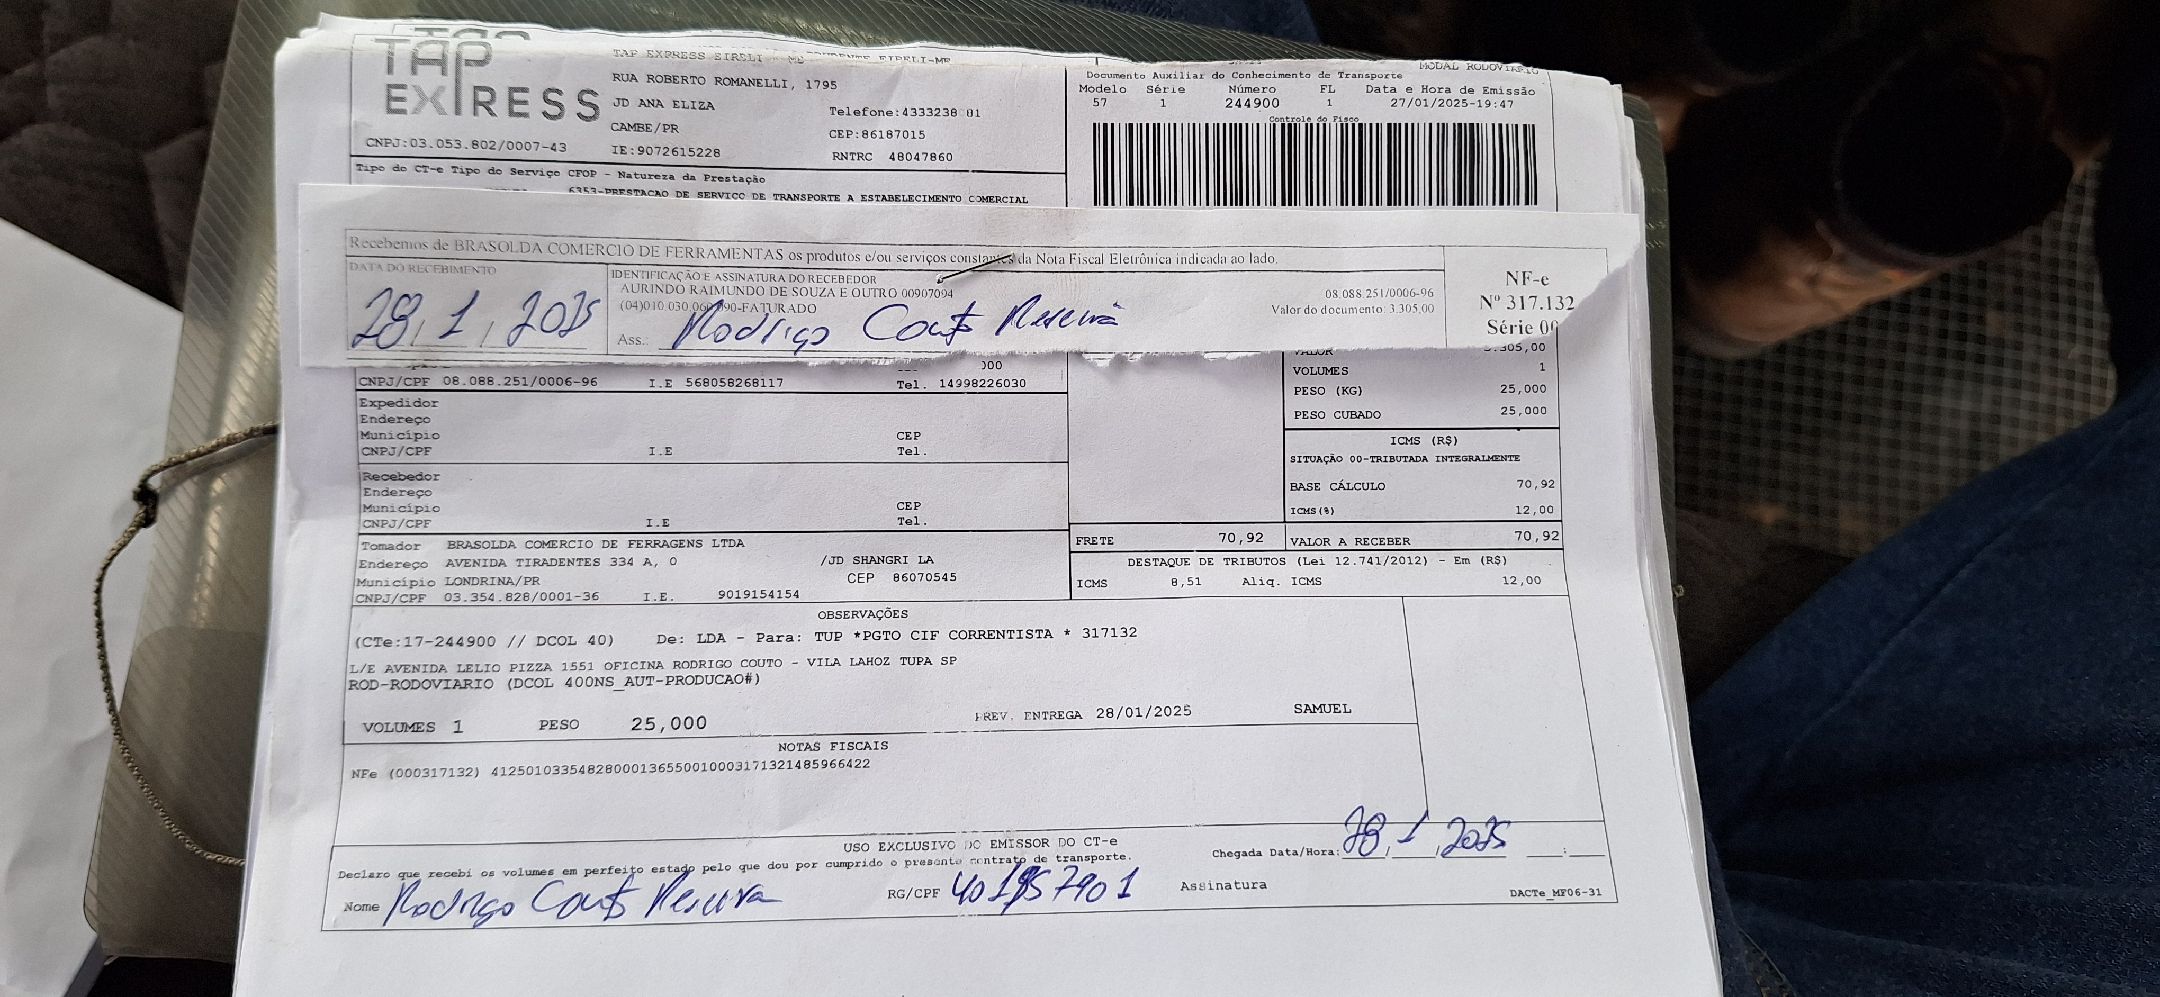 TAP
EXPRESS
TAP EXPRESS EIRELI - ME
RUA ROBERTO ROMANELLI, 1795
JD ANA ELIZA
Telefone:4333238 81
CAMBE/PR
CEP:86187015
CNPJ:03.053.802/0007-43
IE:9072615228
RNTRC 48047860
MODAL RODOVIARIO
Documento Auxiliar do Conhecimento de Transporte
Modelo Série Número FL Data e Hora de Emissão
57 1 244900 1 27/01/2025-19:47
Controle do Fisco
Tipo do CT-e Tipo do Serviço CFOP - Natureza da Prestação
6353-PRESTACAO DE SERVICO DE TRANSPORTE A ESTABELECIMENTO COMERCIAL
Recebemos de BRASOLDA COMERCIO DE FERRAMENTAS os produtos e/ou serviços constantes da Nota Fiscal Eletrônica indicada ao lado.
DATA DO RECEBIMENTO
28, 1, 2025
IDENTIFICAÇÃO E ASSINATURA DO RECEBEDOR
AURINDO RAIMUNDO DE SOUZA E OUTRO 00907094
08.088.251/0006-96
(04)010.030.060.090-FATURADO
Valor do documento: 3.305,00
Ass.: Rodrigo Couto Pereira
NF-e
Nº 317.132
Série 00
VALOR 3.305,00
VOLUMES 1
PESO (KG) 25,000
PESO CUBADO 25,000
CNPJ/CPF 08.088.251/0006-96 I.E 568058268117 Tel. 14998226030
Expedidor
Endereço
Município CEP
CNPJ/CPF I.E Tel.
Recebedor
Endereço
Município CEP
CNPJ/CPF I.E Tel.
ICMS (R$)
SITUAÇÃO 00-TRIBUTADA INTEGRALMENTE
BASE CÁLCULO 70,92
ICMS(%) 12,00
FRETE 70,92 VALOR A RECEBER 70,92
Tomador BRASOLDA COMERCIO DE FERRAGENS LTDA
Endereço AVENIDA TIRADENTES 334 A, 0 /JD SHANGRI LA
Município LONDRINA/PR CEP 86070545
CNPJ/CPF 03.354.828/0001-36 I.E. 9019154154
DESTAQUE DE TRIBUTOS (Lei 12.741/2012) - Em (R$)
ICMS 8,51 Aliq. ICMS 12,00
OBSERVAÇÕES
(CTe:17-244900 // DCOL 40) De: LDA - Para: TUP *PGTO CIF CORRENTISTA * 317132
L/E AVENIDA LELIO PIZZA 1551 OFICINA RODRIGO COUTO - VILA LAHOZ TUPA SP
ROD-RODOVIARIO (DCOL 400NS_AUT-PRODUCAO#)
VOLUMES 1 PESO 25,000 PREV. ENTREGA 28/01/2025 SAMUEL
NOTAS FISCAIS
NFe (000317132) 41250103354828000136550010003171321485966422
USO EXCLUSIVO DO EMISSOR DO CT-e
Declaro que recebi os volumes em perfeito estado pelo que dou por cumprido o presente contrato de transporte.
Chegada Data/Hora: 28, 1, 2025 __:__
Nome Rodrigo Couto Pereira RG/CPF 401957901 Assinatura
DACTe_MF06-31